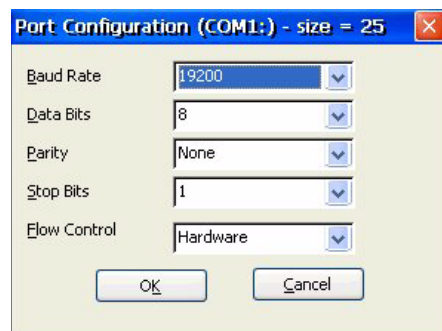 Port Configuration (COM1:) - size = 25
Baud Rate 19200
Data Bits 8
Parity None
Stop Bits 1
Flow Control Hardware
OK Cancel